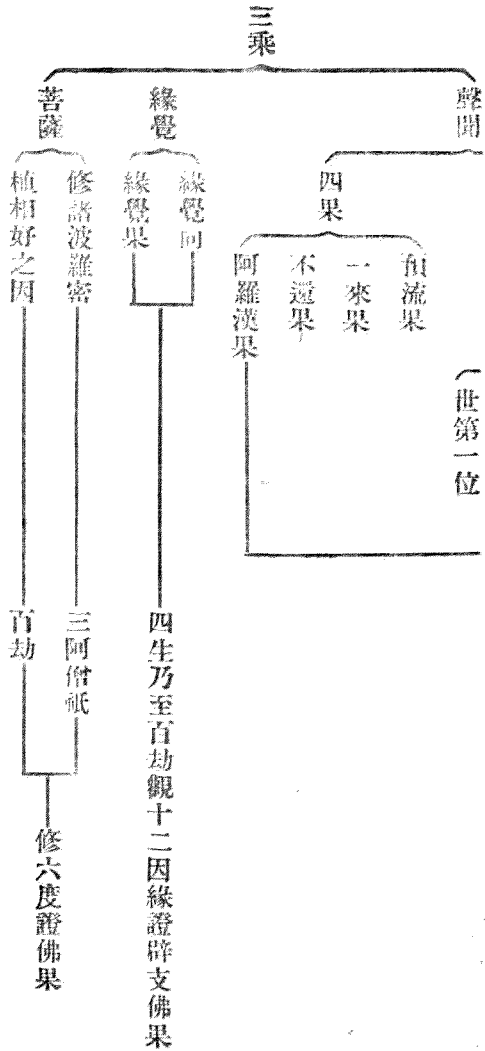 三乘
聲聞
四果
預流果
一來果
不還果
阿羅漢果
世第一位
緣覺
緣覺向
緣覺果
四生乃至百劫觀十二因緣證辟支佛果
菩薩
修諸波羅密
植相好之因
三阿僧祇
百劫
修六度證佛果